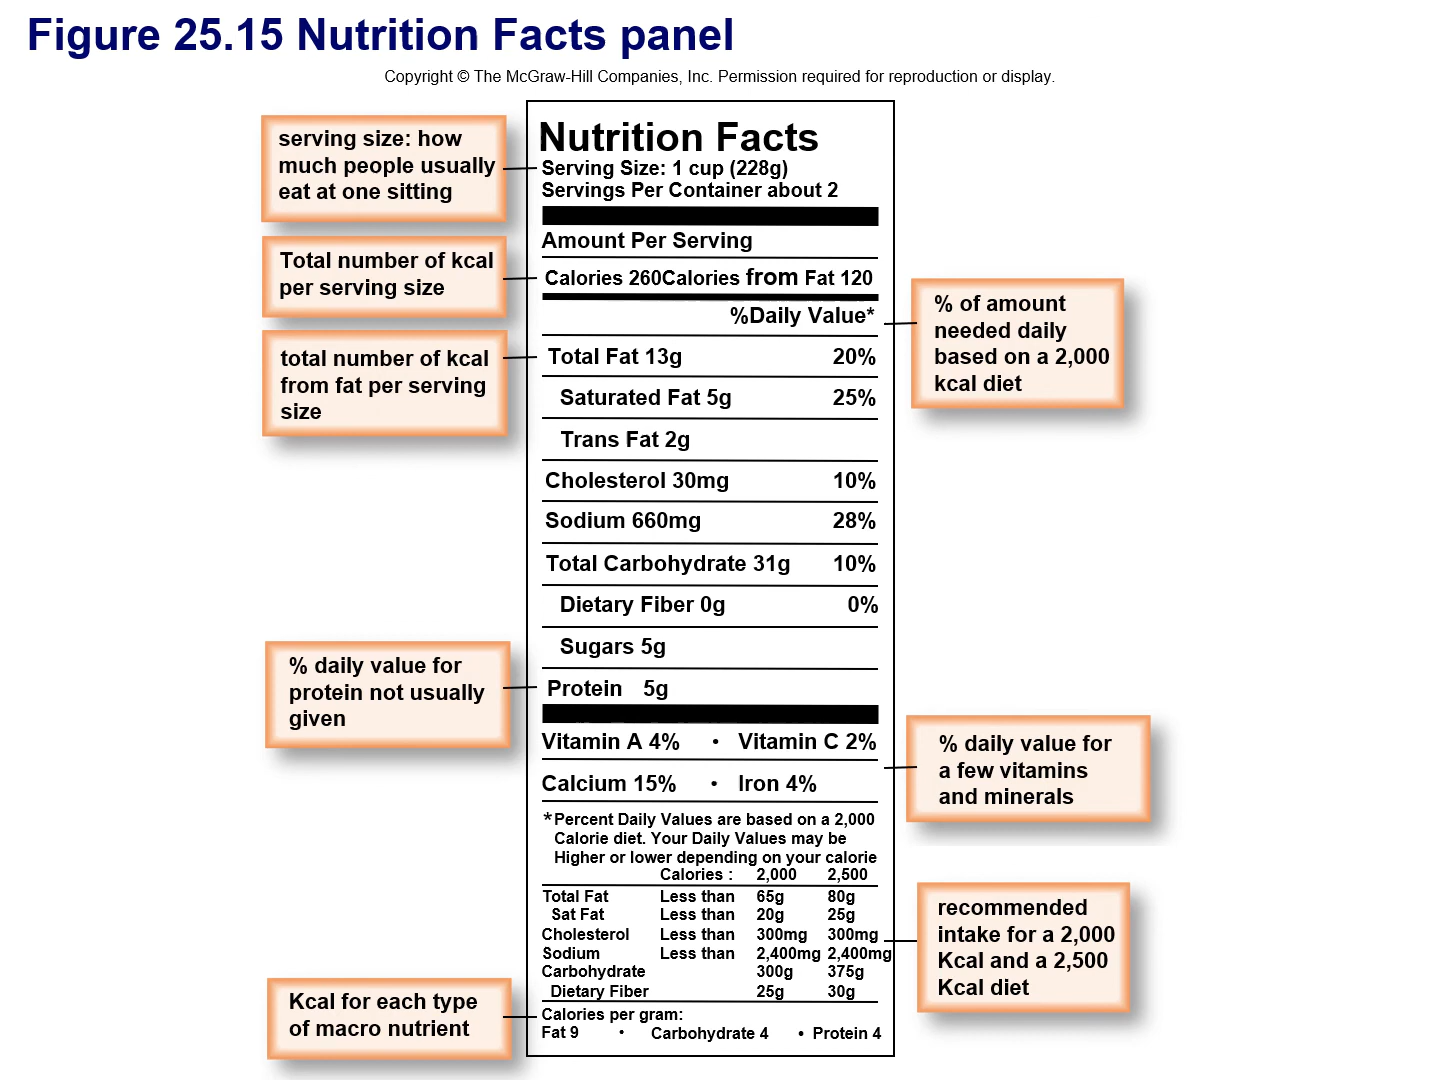 Figure 25.15 Nutrition Facts panel
Copyright © The McGraw-Hill Companies, Inc. Permission required for reproduction or display.
serving size: how
much people usually
eat at one sitting
Total number of kcal
per serving size
total number of kcal
from fat per serving
size
% daily value for
protein not usually
given
Kcal for each type
of macro nutrient
Nutrition Facts
Serving Size: 1 cup (228g)
Servings Per Container about 2
Amount Per Serving
Calories 260Calories from Fat 120
%Daily Value*
Total Fat 13g 20%
Saturated Fat 5g 25%
Trans Fat 2g
Cholesterol 30mg 10%
Sodium 660mg 28%
Total Carbohydrate 31g 10%
Dietary Fiber 0g 0%
Sugars 5g
Protein 5g
Vitamin A 4% • Vitamin C 2%
Calcium 15% • Iron 4%
*Percent Daily Values are based on a 2,000
Calorie diet. Your Daily Values may be
Higher or lower depending on your calorie
Calories : 2,000 2,500
Total Fat Less than 65g 80g
Sat Fat Less than 20g 25g
Cholesterol Less than 300mg 300mg
Sodium Less than 2,400mg 2,400mg
Carbohydrate 300g 375g
Dietary Fiber 25g 30g
Calories per gram:
Fat 9 • Carbohydrate 4 • Protein 4
% of amount
needed daily
based on a 2,000
kcal diet
% daily value for
a few vitamins
and minerals
recommended
intake for a 2,000
Kcal and a 2,500
Kcal diet